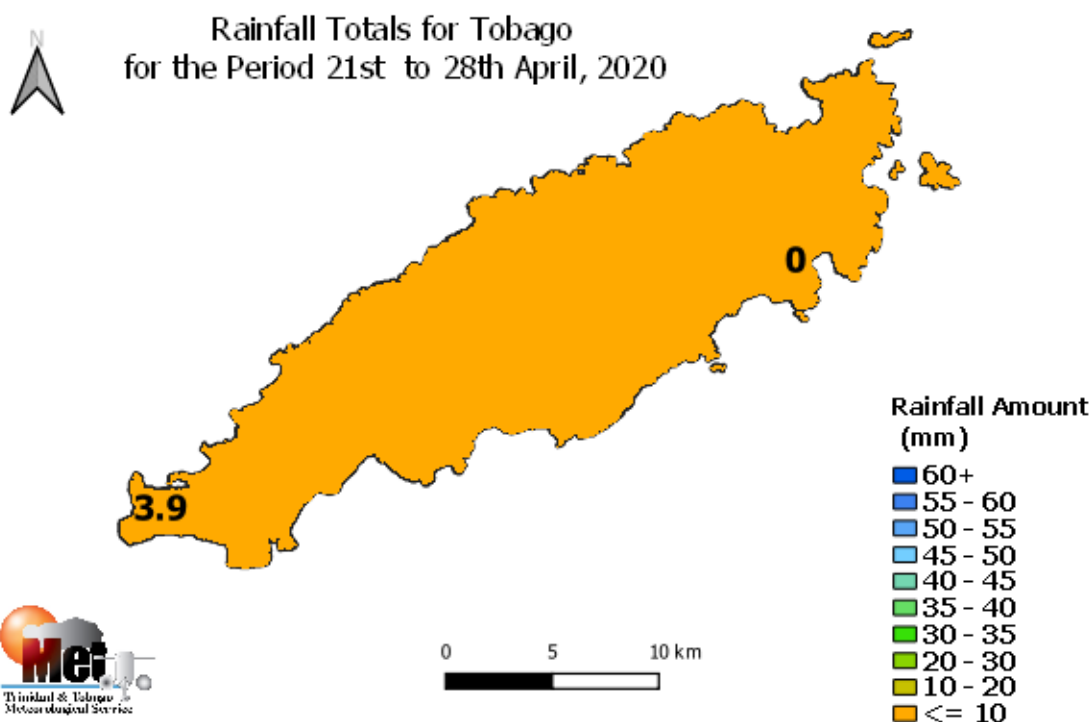 N
Rainfall Totals for Tobago
for the Period 21st to 28th April, 2020
0
3.9
Rainfall Amount
(mm)
60+
55 - 60
50 - 55
45 - 50
40 - 45
35 - 40
30 - 35
20 - 30
10 - 20
<= 10
0 5 10 km
Met
Trinidad & Tobago
Meteorological Service